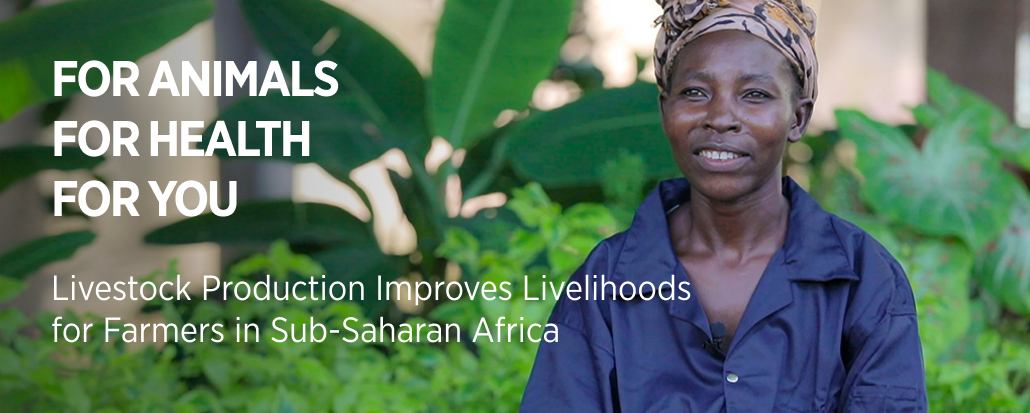 FOR ANIMALS
FOR HEALTH
FOR YOU
Livestock Production Improves Livelihoods
for Farmers in Sub-Saharan Africa